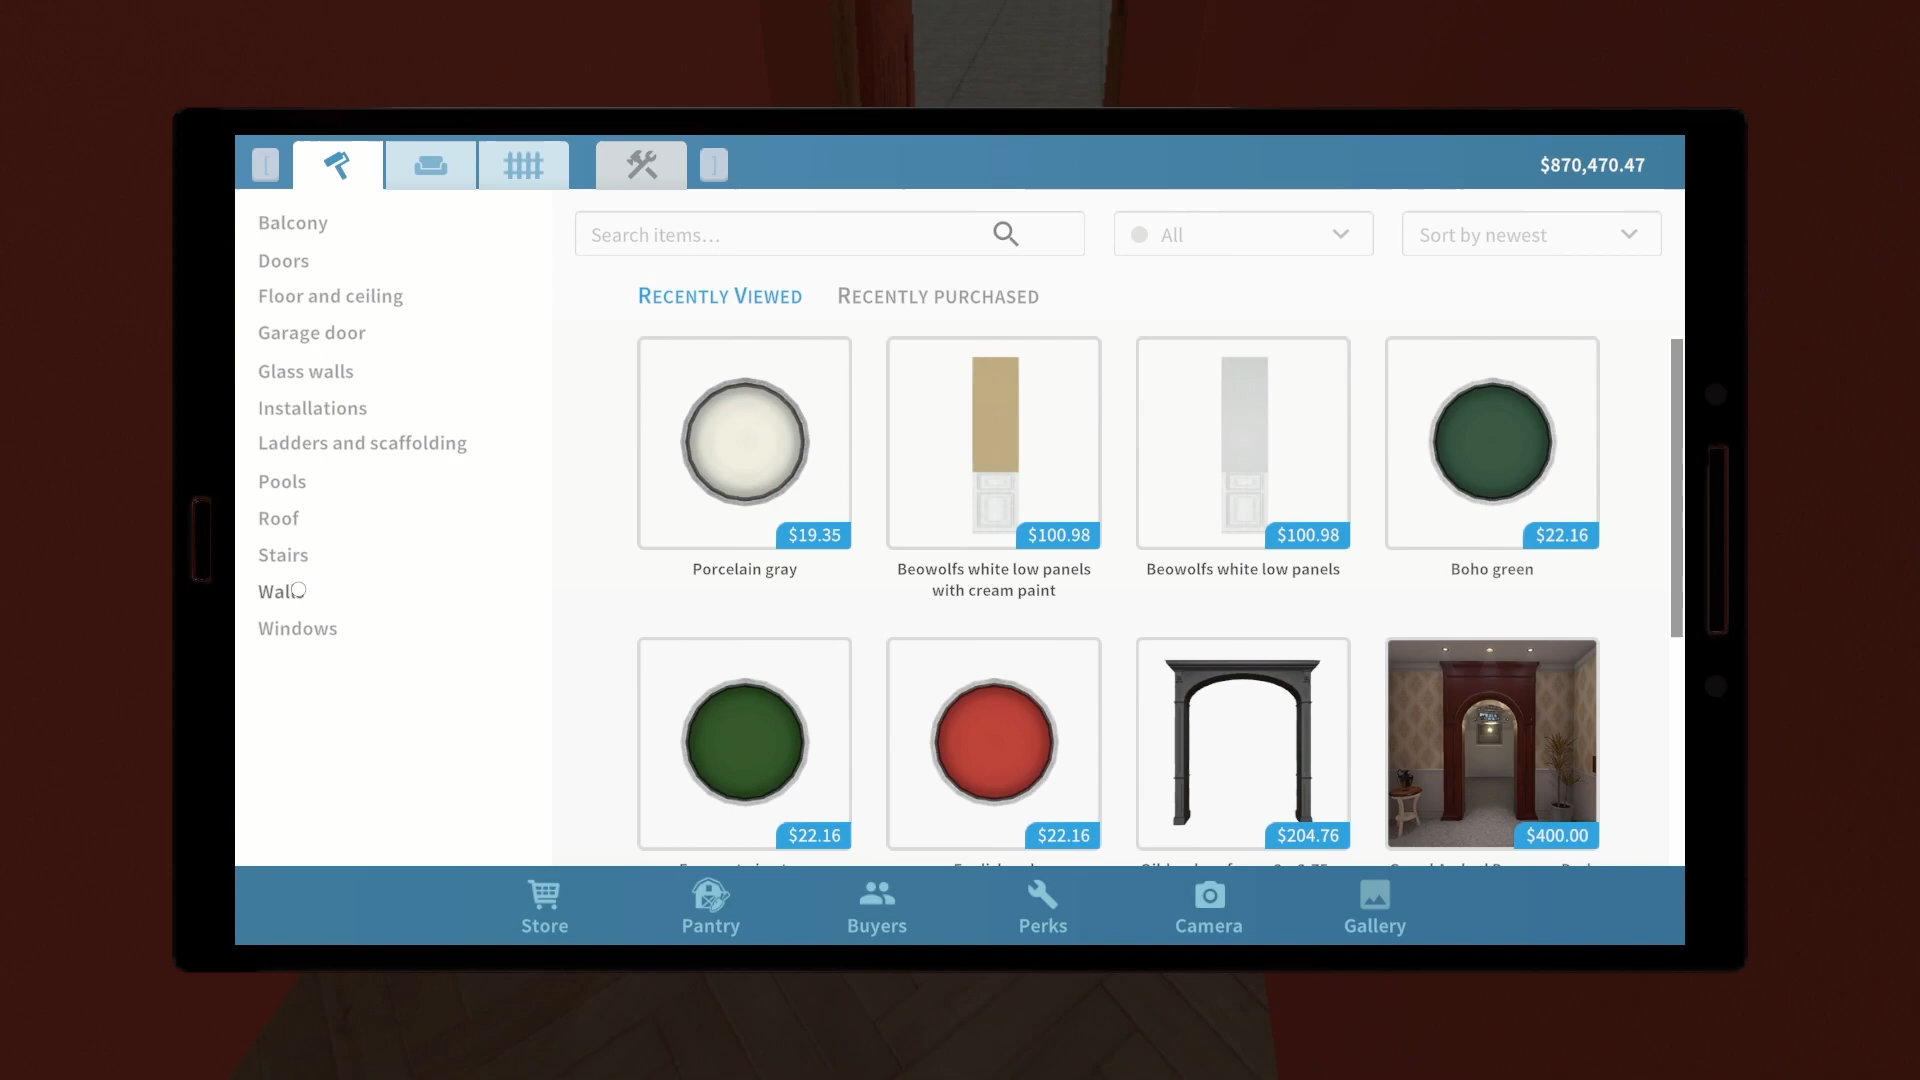 [
]
$870,470.47
Balcony
Doors
Floor and ceiling
Garage door
Glass walls
Installations
Ladders and scaffolding
Pools
Roof
Stairs
Walls
Windows
Search items...
All
Sort by newest
RECENTLY VIEWED
RECENTLY PURCHASED
$19.35
$100.98
$100.98
$22.16
Porcelain gray
Beowolfs white low panels
with cream paint
Beowolfs white low panels
Boho green
$22.16
$22.16
$204.76
$400.00
Store
Pantry
Buyers
Perks
Camera
Gallery